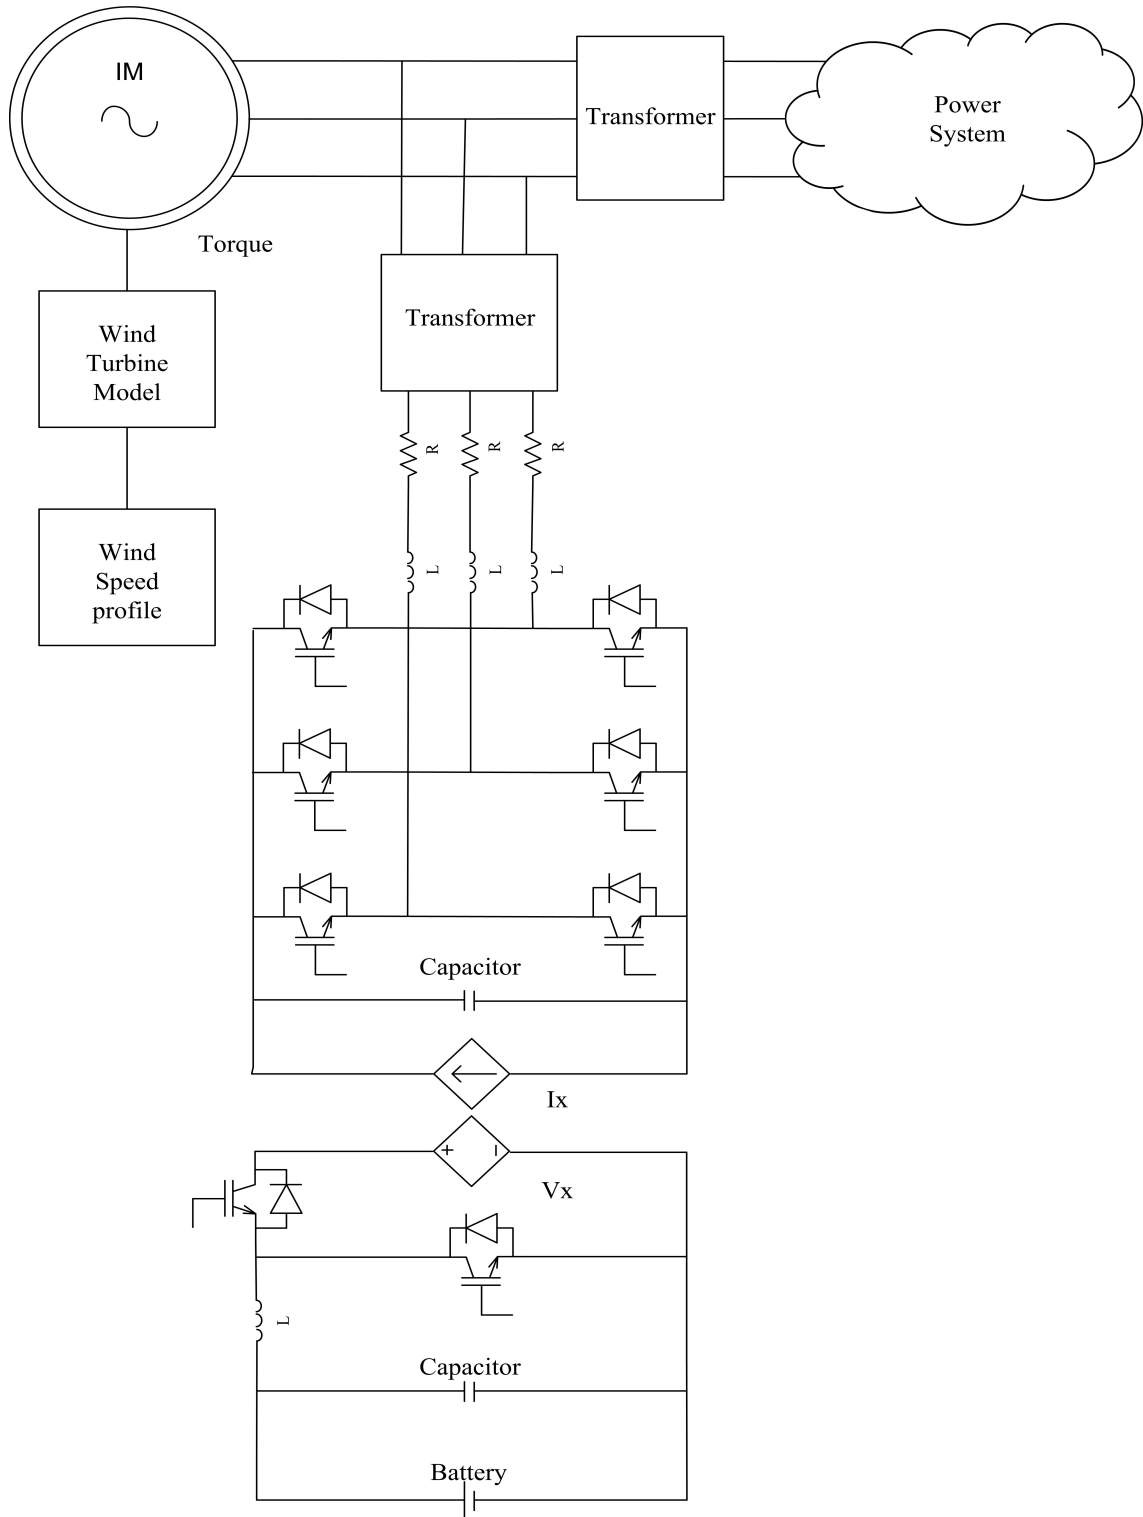 IM
Transformer
Power
System
Torque
Wind
Turbine
Model
Transformer
R
R
R
Wind
Speed
profile
L
L
L
Capacitor
Ix
+
-
Vx
L
Capacitor
Battery